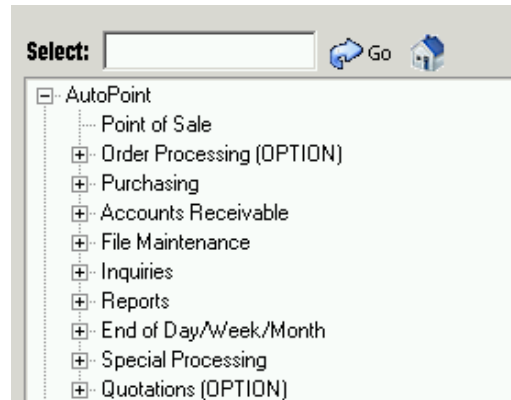 Select: Go
AutoPoint
Point of Sale
Order Processing (OPTION)
Purchasing
Accounts Receivable
File Maintenance
Inquiries
Reports
End of Day/Week/Month
Special Processing
Quotations (OPTION)